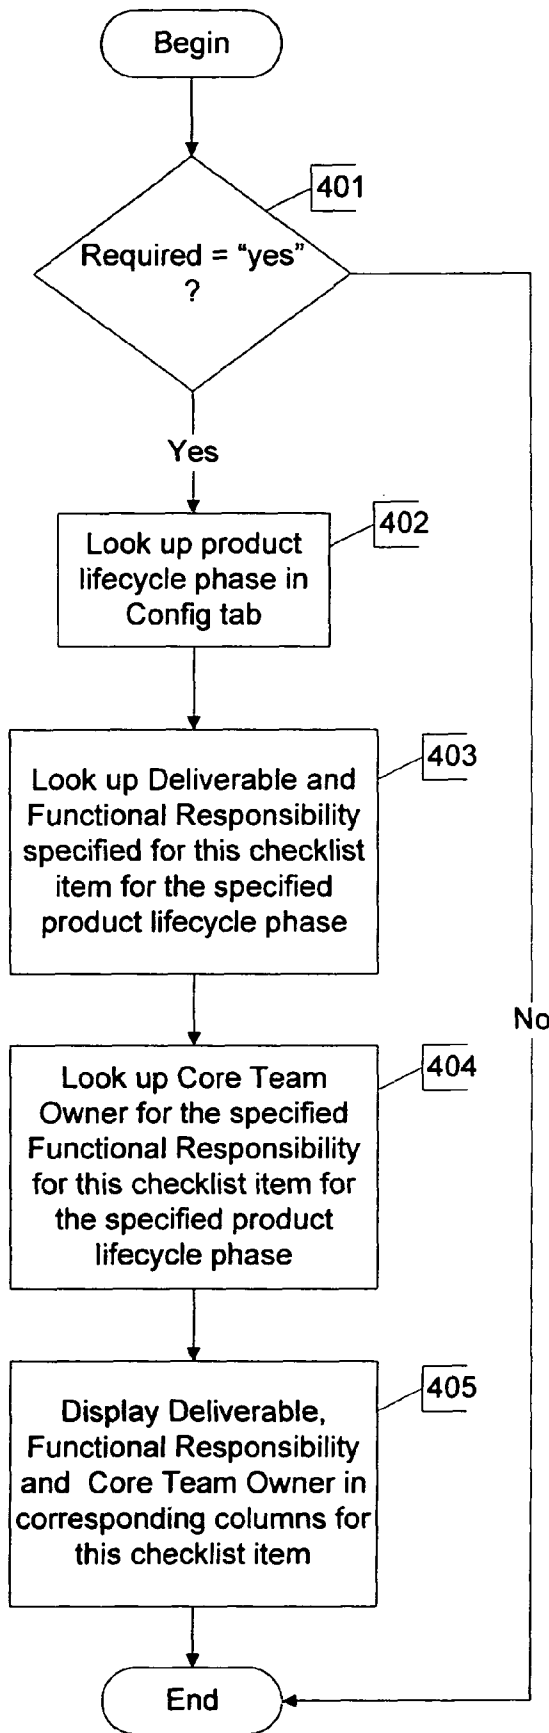 Begin
401
Required = “yes”
?
Yes
402
Look up product
lifecycle phase in
Config tab
403
Look up Deliverable and
Functional Responsibility
specified for this checklist
item for the specified
product lifecycle phase
No
404
Look up Core Team
Owner for the specified
Functional Responsibility
for this checklist item for
the specified product
lifecycle phase
405
Display Deliverable,
Functional Responsibility
and Core Team Owner in
corresponding columns for
this checklist item
End